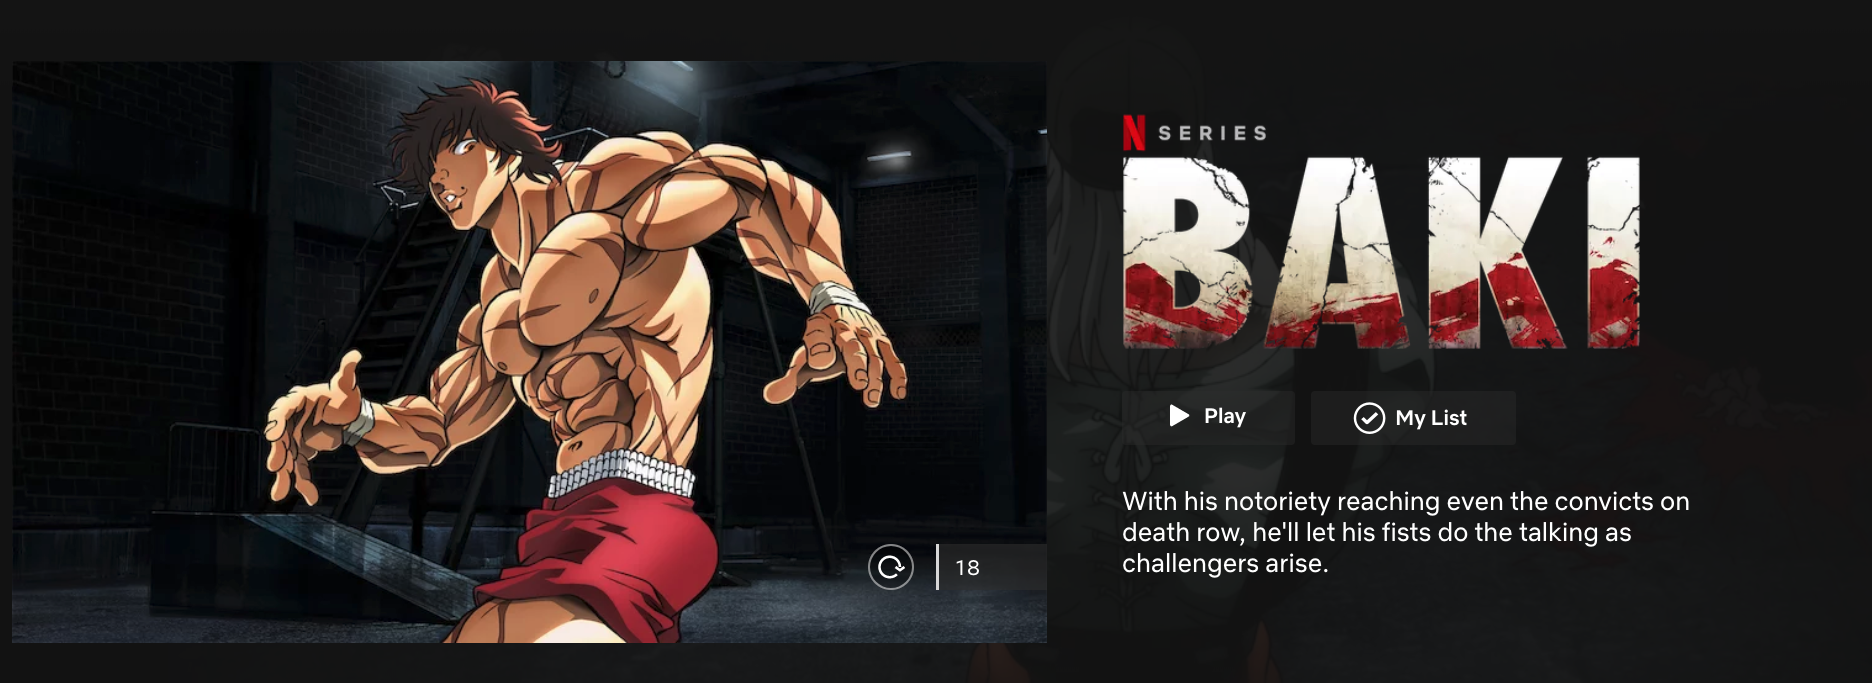 N SERIES
BAKI
Play
My List
With his notoriety reaching even the convicts on
death row, he'll let his fists do the talking as
challengers arise.
18